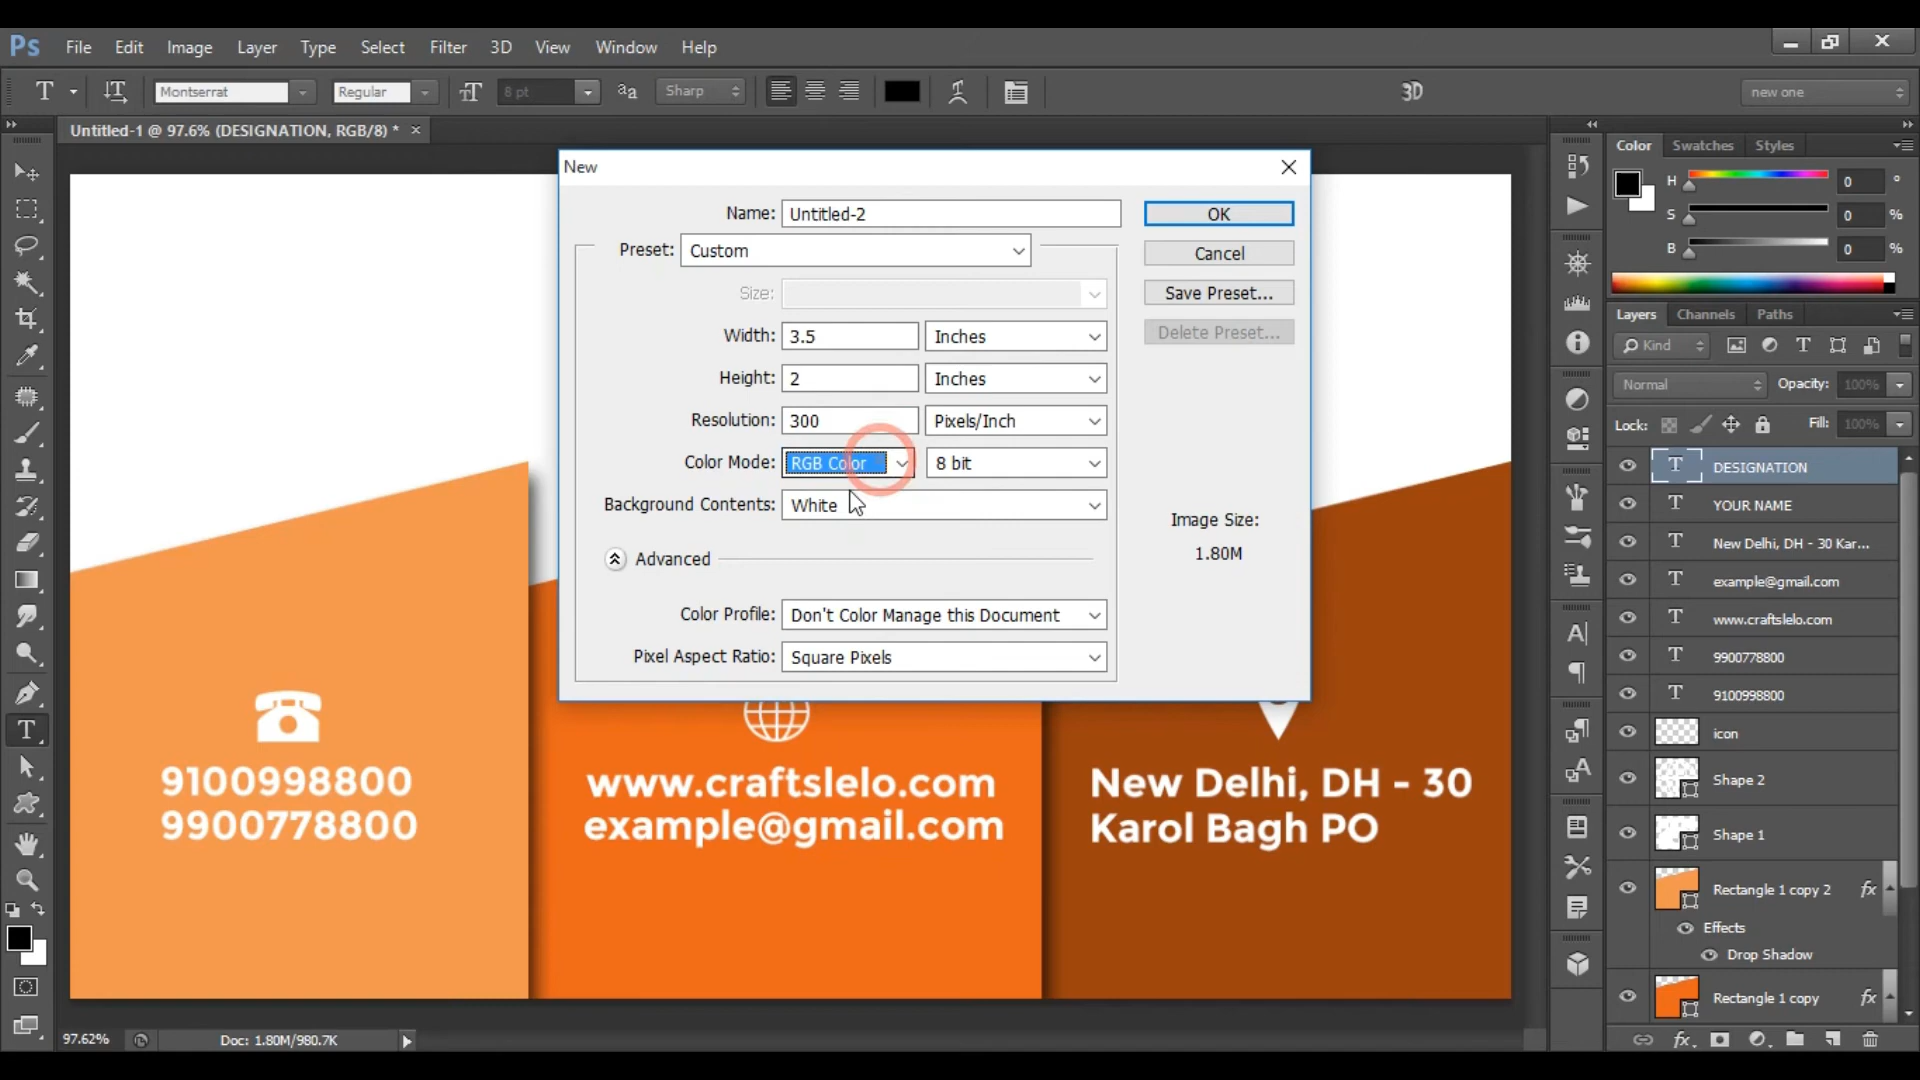 Ps File Edit Image Layer Type Select Filter 3D View Window Help
T Montserrat Regular 8 pt aa Sharp 3D new one
Untitled-1 @ 97.6% (DESIGNATION, RGB/8) * ×
New
Name: Untitled-2 OK
Preset: Custom Cancel
Size: Save Preset...
Width: 3.5 Inches Delete Preset...
Height: 2 Inches
Resolution: 300 Pixels/Inch
Color Mode: RGB Color 8 bit
Background Contents: White
Image Size:
1.80M
Advanced
Color Profile: Don't Color Manage this Document
Pixel Aspect Ratio: Square Pixels
9100998800
9900778800
www.craftslelo.com
example@gmail.com
New Delhi, DH - 30
Karol Bagh PO
Color Swatches Styles
H 0 °
S 0 %
B 0 %
Layers Channels Paths
Kind
Normal Opacity: 100%
Lock: Fill: 100%
T DESIGNATION
T YOUR NAME
T New Delhi, DH - 30 Kar...
T example@gmail.com
T www.craftslelo.com
T 9900778800
T 9100998800
icon
Shape 2
Shape 1
Rectangle 1 copy 2 fx
Effects
Drop Shadow
Rectangle 1 copy fx
97.62% Doc: 1.80M/980.7K
fx